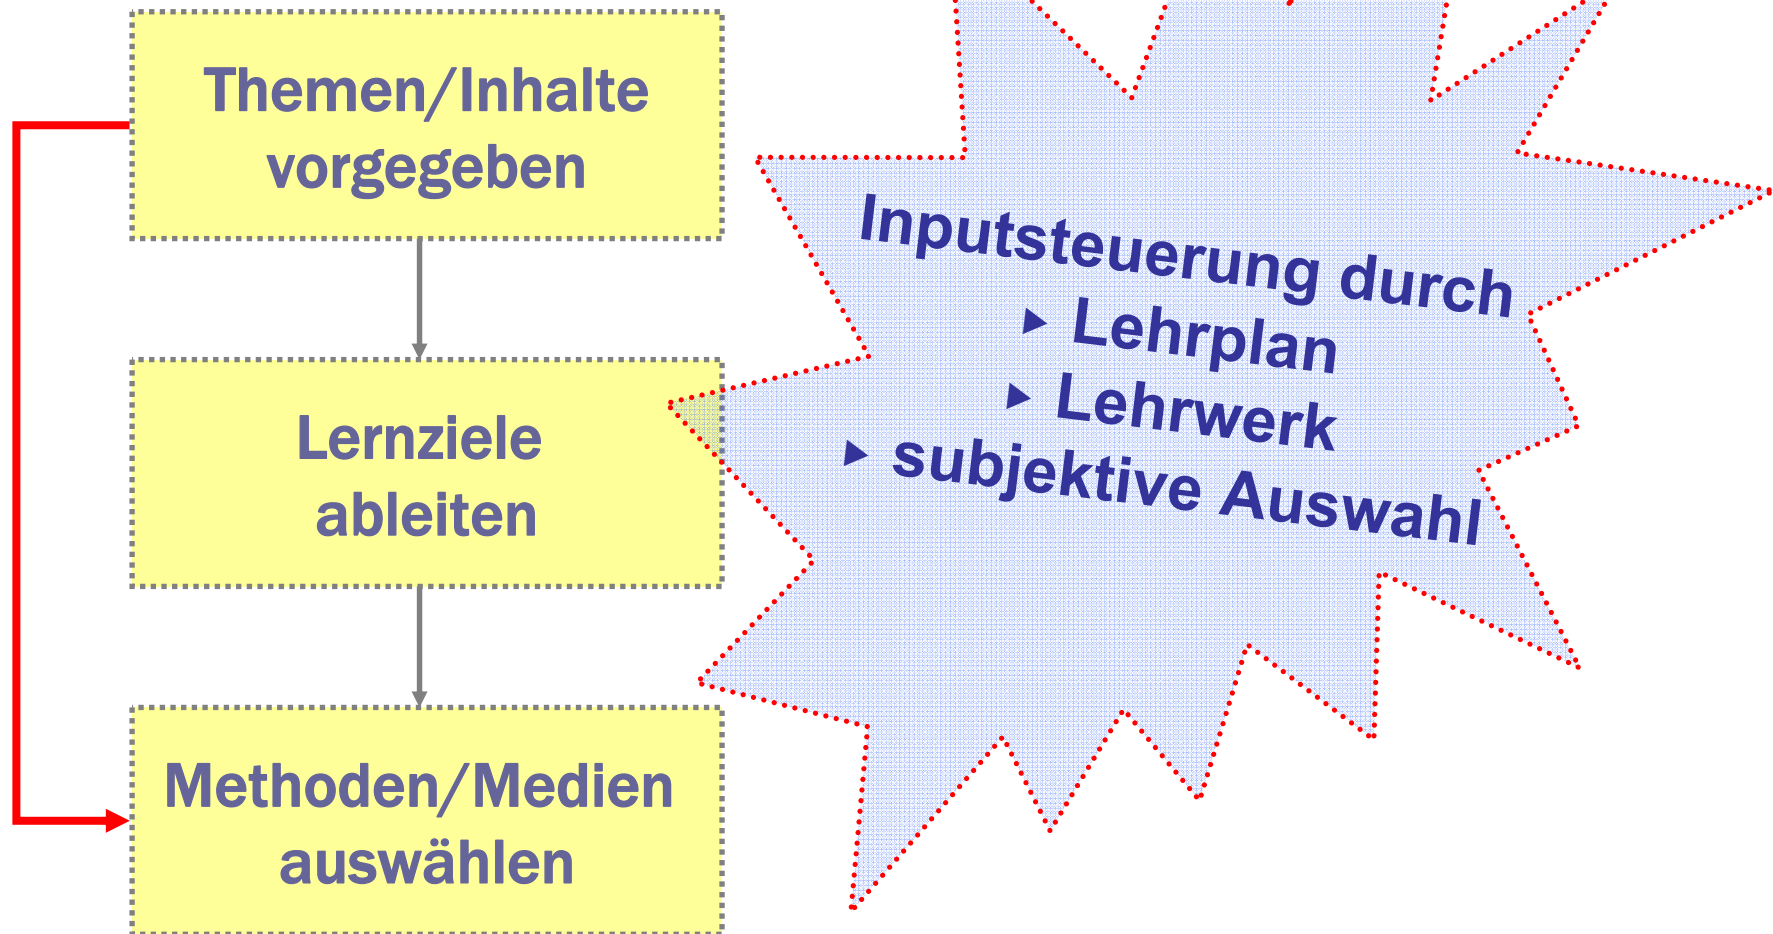 Themen/Inhalte
vorgegeben
Lernziele
ableiten
Methoden/Medien
auswählen
Inputsteuerung durch
▸ Lehrplan
▸ Lehrwerk
▸ subjektive Auswahl